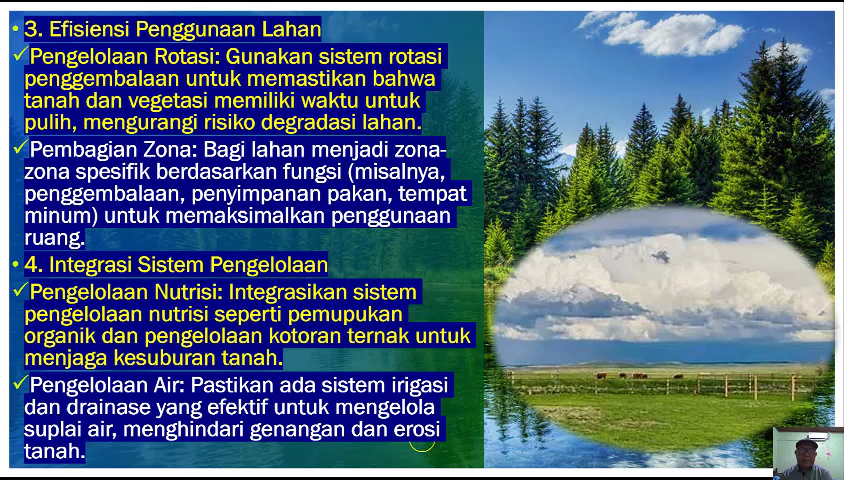 • 3. Efisiensi Penggunaan Lahan
✓Pengelolaan Rotasi: Gunakan sistem rotasi
penggembalaan untuk memastikan bahwa
tanah dan vegetasi memiliki waktu untuk
pulih, mengurangi risiko degradasi lahan.
✓Pembagian Zona: Bagi lahan menjadi zona-
zona spesifik berdasarkan fungsi (misalnya,
penggembalaan, penyimpanan pakan, tempat
minum) untuk memaksimalkan penggunaan
ruang.
• 4. Integrasi Sistem Pengelolaan
✓Pengelolaan Nutrisi: Integrasikan sistem
pengelolaan nutrisi seperti pemupukan
organik dan pengelolaan kotoran ternak untuk
menjaga kesuburan tanah.
✓Pengelolaan Air: Pastikan ada sistem irigasi
dan drainase yang efektif untuk mengelola
suplai air, menghindari genangan dan erosi
tanah.